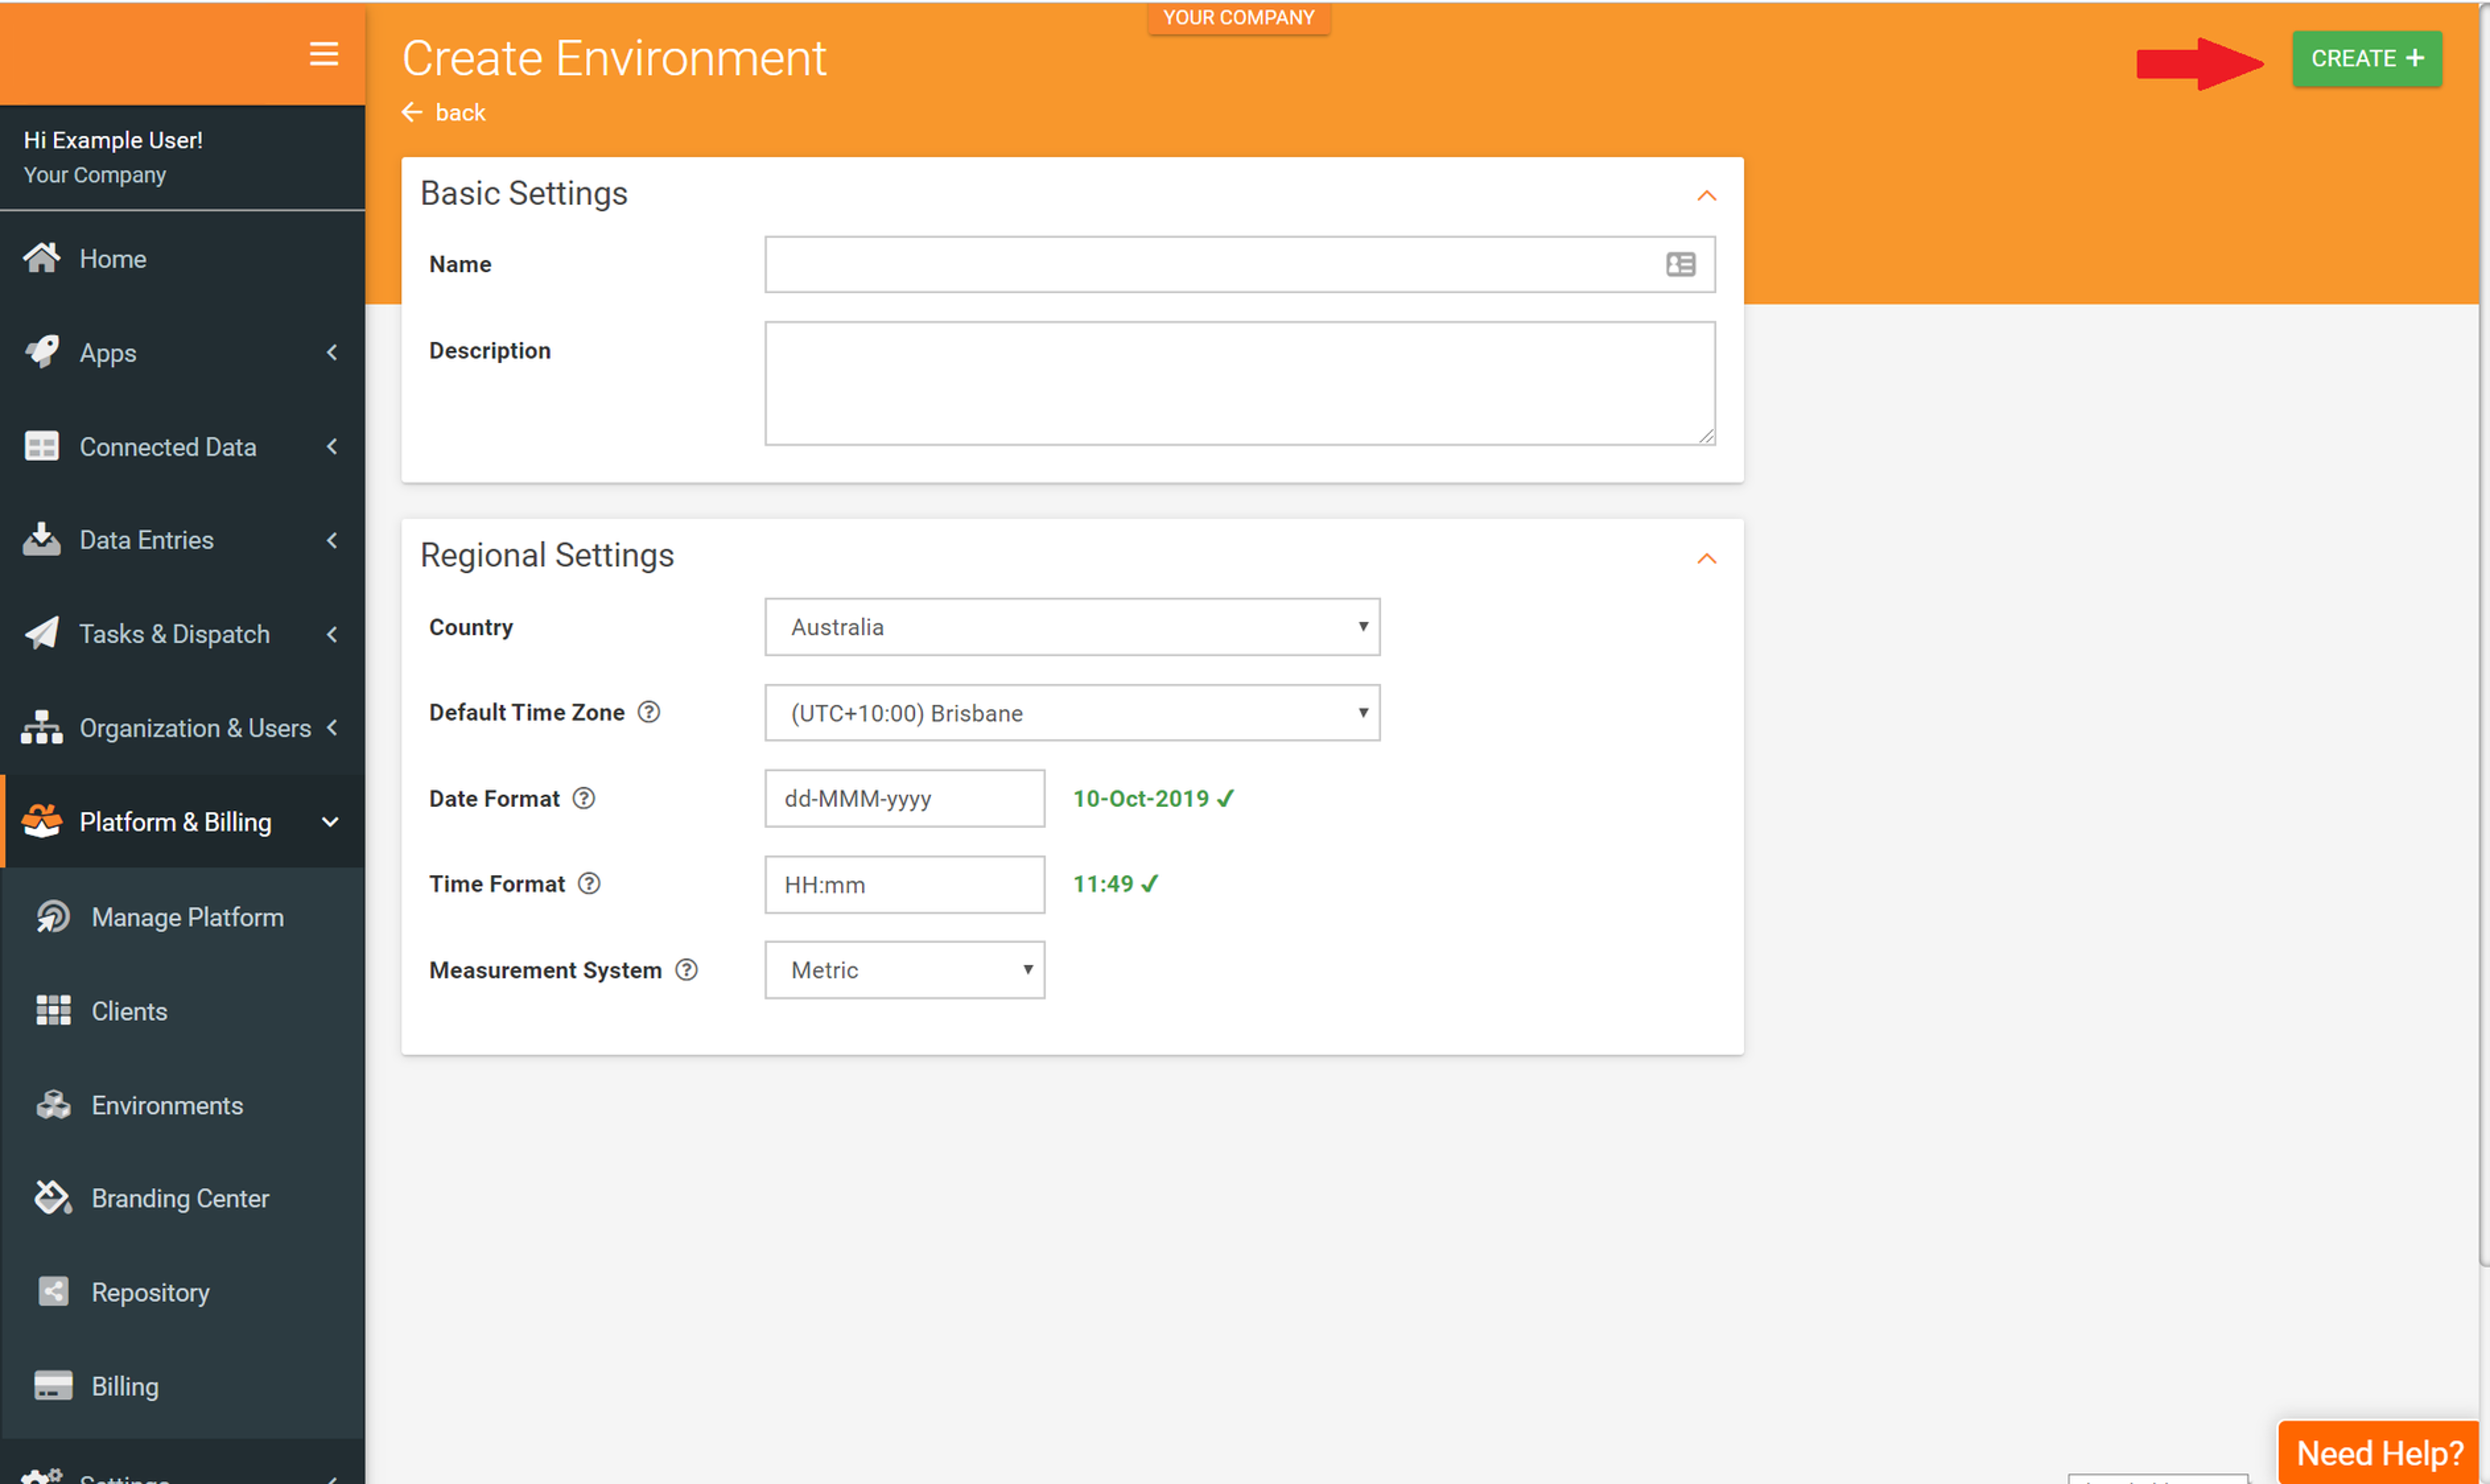 YOUR COMPANY
Create Environment
CREATE +
← back
Hi Example User!
Your Company
Home
Apps
Connected Data
Data Entries
Tasks & Dispatch
Organization & Users
Platform & Billing
Manage Platform
Clients
Environments
Branding Center
Repository
Billing
Settings
Basic Settings
Name
Description
Regional Settings
Country Australia
Default Time Zone (UTC+10:00) Brisbane
Date Format dd-MMM-yyyy 10-Oct-2019 ✓
Time Format HH:mm 11:49 ✓
Measurement System Metric
Need Help?